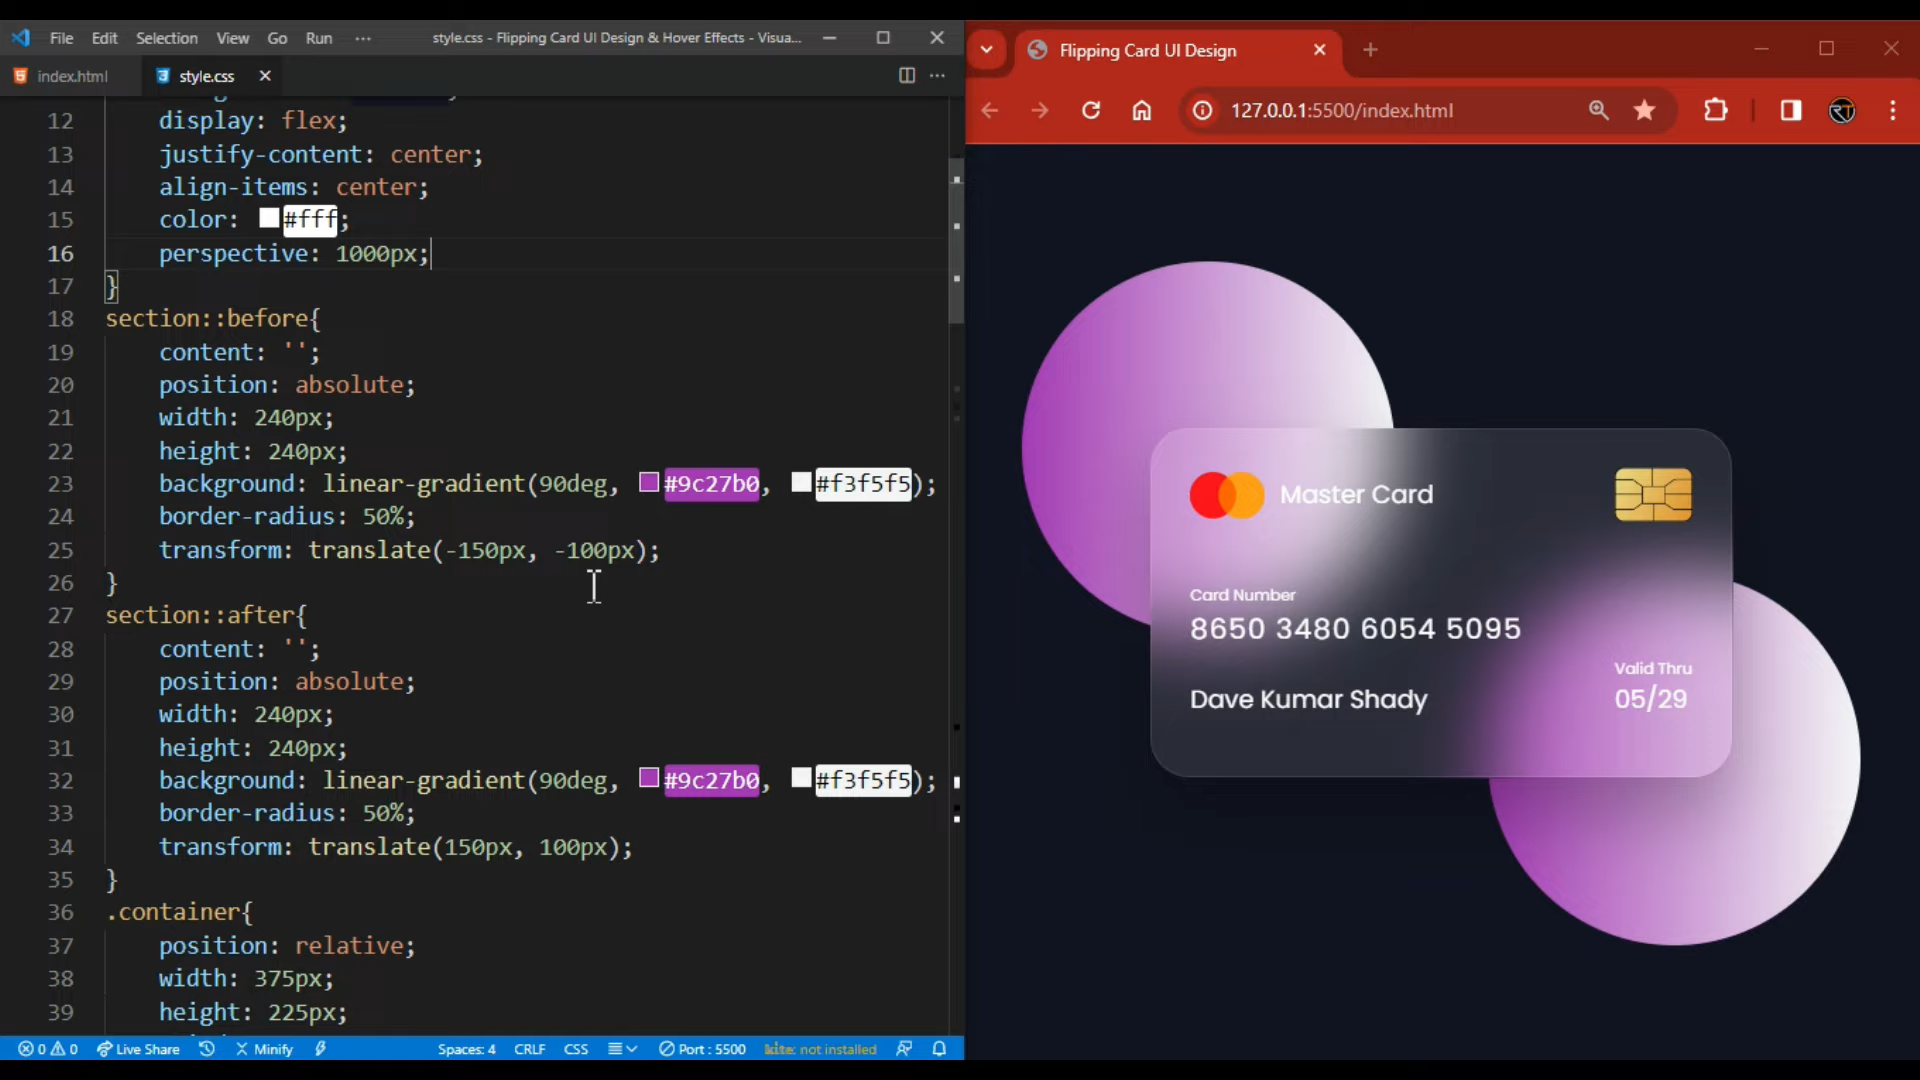 File Edit Selection View Go Run ··· style.css - Flipping Card UI Design & Hover Effects - Visua...
index.html style.css
12 display: flex;
13 justify-content: center;
14 align-items: center;
15 color: #fff;
16 perspective: 1000px;
17 }
18 section::before{
19 content: '';
20 position: absolute;
21 width: 240px;
22 height: 240px;
23 background: linear-gradient(90deg, #9c27b0, #f3f5f5);
24 border-radius: 50%;
25 transform: translate(-150px, -100px);
26 }
27 section::after{
28 content: '';
29 position: absolute;
30 width: 240px;
31 height: 240px;
32 background: linear-gradient(90deg, #9c27b0, #f3f5f5);
33 border-radius: 50%;
34 transform: translate(150px, 100px);
35 }
36 .container{
37 position: relative;
38 width: 375px;
39 height: 225px;
0 0 Live Share Minify Spaces: 4 CRLF CSS Port : 5500 kite: not installed
Flipping Card UI Design
127.0.0.1:5500/index.html
RT
Master Card
Card Number
8650 3480 6054 5095
Valid Thru
Dave Kumar Shady 05/29